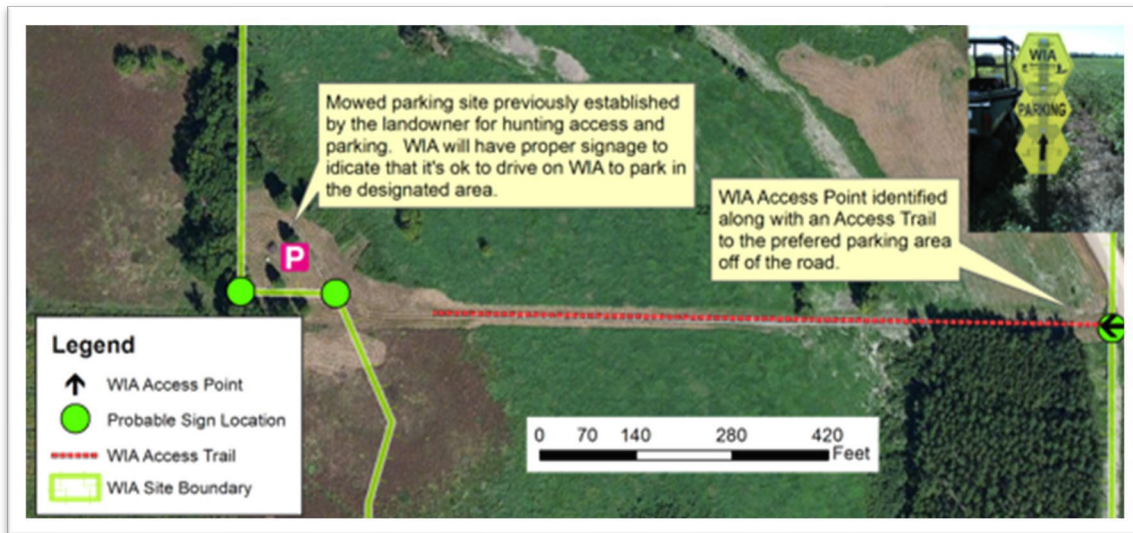 Mowed parking site previously established
by the landowner for hunting access and
parking. WIA will have proper signage to
idicate that it's ok to drive on WIA to park in
the designated area.
WIA
PARKING
WIA Access Point identified
along with an Access Trail
to the prefered parking area
off of the road.
P
Legend
WIA Access Point
Probable Sign Location
WIA Access Trail
WIA Site Boundary
0 70 140 280 420
Feet